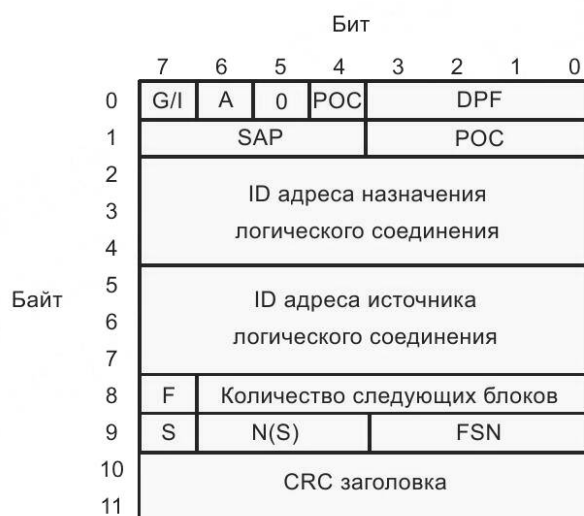 Бит
7 6 5 4 3 2 1 0
0 G/I A 0 POC DPF
1 SAP POC
2
ID адреса назначения
3
логического соединения
4
Байт
5
ID адреса источника
6
логического соединения
7
8 F Количество следующих блоков
9 S N(S) FSN
10
CRC заголовка
11